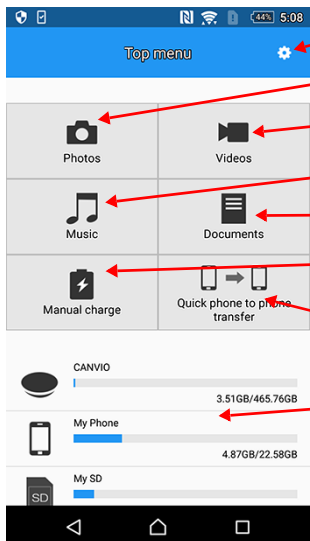 44% 5:08
Top menu
Photos
Videos
Music
Documents
Manual charge
Quick phone to phone
transfer
CANVIO
3.51GB/465.76GB
My Phone
4.87GB/22.58GB
My SD
SD